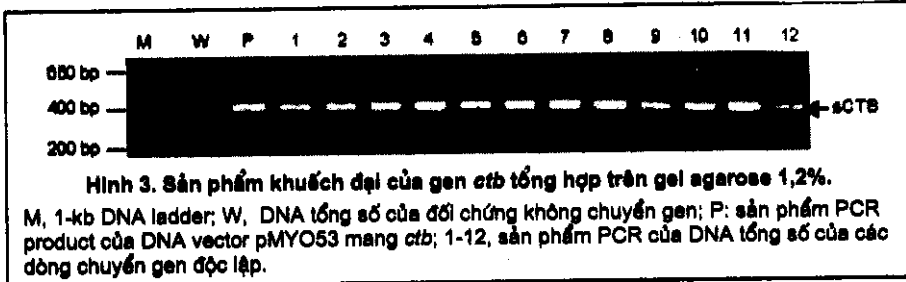 M W P 1 2 3 4 5 6 7 8 9 10 11 12
650 bp
400 bp
sCTB
200 bp
Hình 3. Sản phẩm khuếch đại của gen ctb tổng hợp trên gel agarose 1,2%.
M, 1-kb DNA ladder; W, DNA tổng số của đối chứng không chuyển gen; P: sản phẩm PCR
product của DNA vector pMYO53 mang ctb; 1-12, sản phẩm PCR của DNA tổng số của các
dòng chuyển gen độc lập.